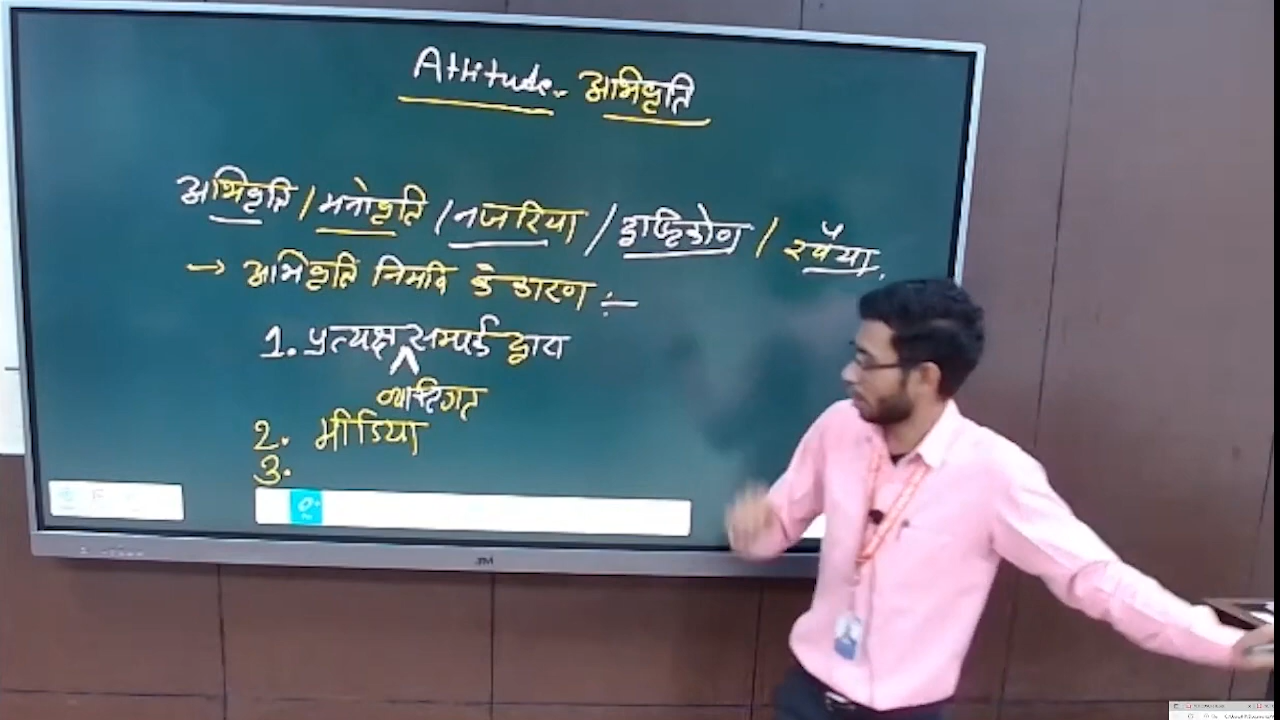 Attitude - अभिवृत्ति
अभिवृत्ति / मनोवृत्ति / नजरिया / दृष्टिकोण / रवैया
→ अभिवृत्ति निर्माण के कारण :-
1. प्रत्यक्ष सम्पर्क द्वारा
व्यक्तिगत
2. मीडिया
3.